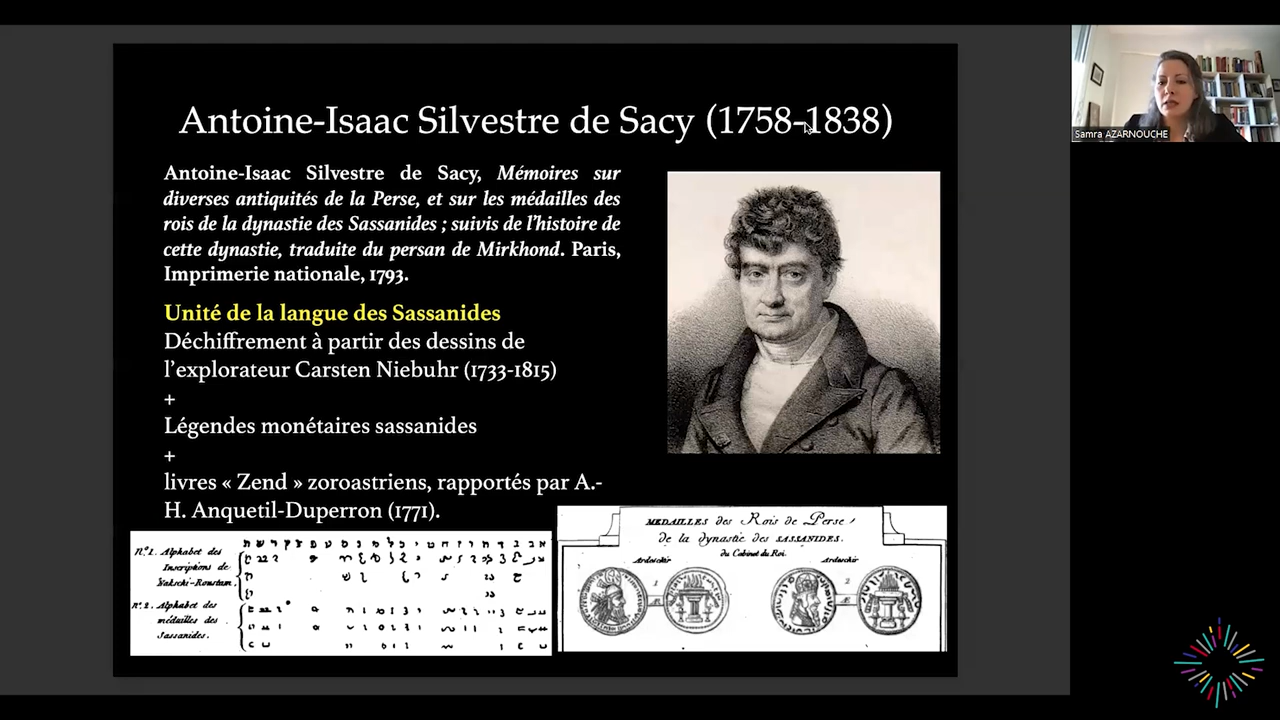 Antoine-Isaac Silvestre de Sacy (1758-1838)
Antoine-Isaac Silvestre de Sacy, Mémoires sur
diverses antiquités de la Perse, et sur les médailles des
rois de la dynastie des Sassanides ; suivis de l'histoire de
cette dynastie, traduite du persan de Mirkhond. Paris,
Imprimerie nationale, 1793.
Unité de la langue des Sassanides
Déchiffrement à partir des dessins de
l'explorateur Carsten Niebuhr (1733-1815)
+
Légendes monétaires sassanides
+
livres « Zend » zoroastriens, rapportés par A.-
H. Anquetil-Duperron (1771).
N.º 1. Alphabet des
Inscriptions de
Nakschi-Roustam.
N.º 2. Alphabet des
médailles des
Sassanides.
א ב ג ד ה ו ז ח ט י כ ל מ נ ס ע פ צ ק ר ש ת
MEDAILLES des Rois de Perse
de la dynastie des SASSANIDES.
du Cabinet du Roi.
Ardeschir
Ardeschir
1
2
Samra AZARNOUCHE